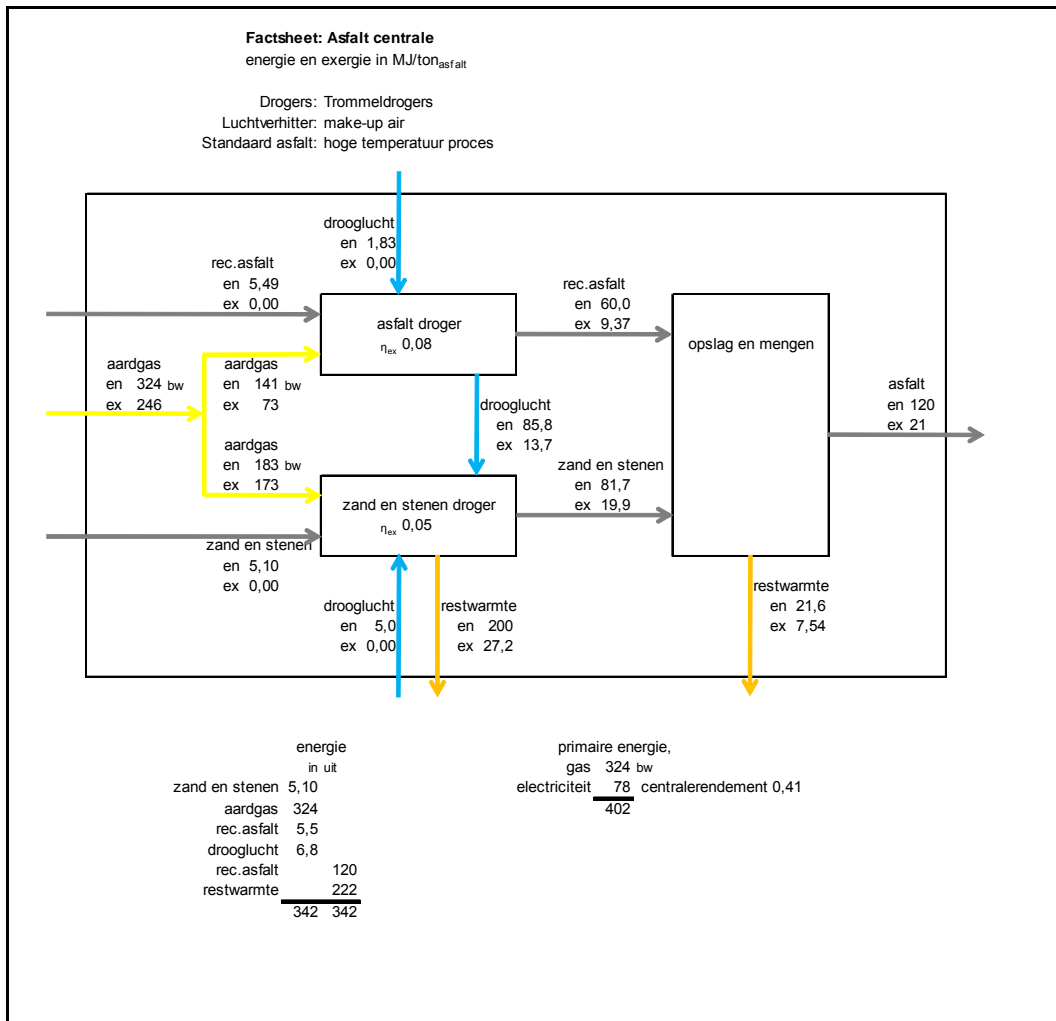 Factsheet: Asfalt centrale
energie en exergie in MJ/ton asfalt
Drogers: Trommeldrogers
Luchtverhitter: make-up air
Standaard asfalt: hoge temperatuur proces
drooglucht
en 1,83
ex 0,00
rec.asfalt
en 5,49
ex 0,00
asfalt droger
ηex 0,08
rec.asfalt
en 60,0
ex 9,37
opslag en mengen
aardgas
en 324 bw
ex 246
aardgas
en 141 bw
ex 73
asfalt
en 120
ex 21
drooglucht
en 85,8
ex 13,7
aardgas
en 183 bw
ex 173
zand en stenen droger
ηex 0,05
zand en stenen
en 81,7
ex 19,9
zand en stenen
en 5,10
ex 0,00
drooglucht
en 5,0
ex 0,00
restwarmte
en 200
ex 27,2
restwarmte
en 21,6
ex 7,54
energie
in uit
zand en stenen 5,10
aardgas 324
rec.asfalt 5,5
drooglucht 6,8
rec.asfalt 120
restwarmte 222
342 342
primaire energie,
gas 324 bw
electriciteit 78 centralerendement 0,41
402